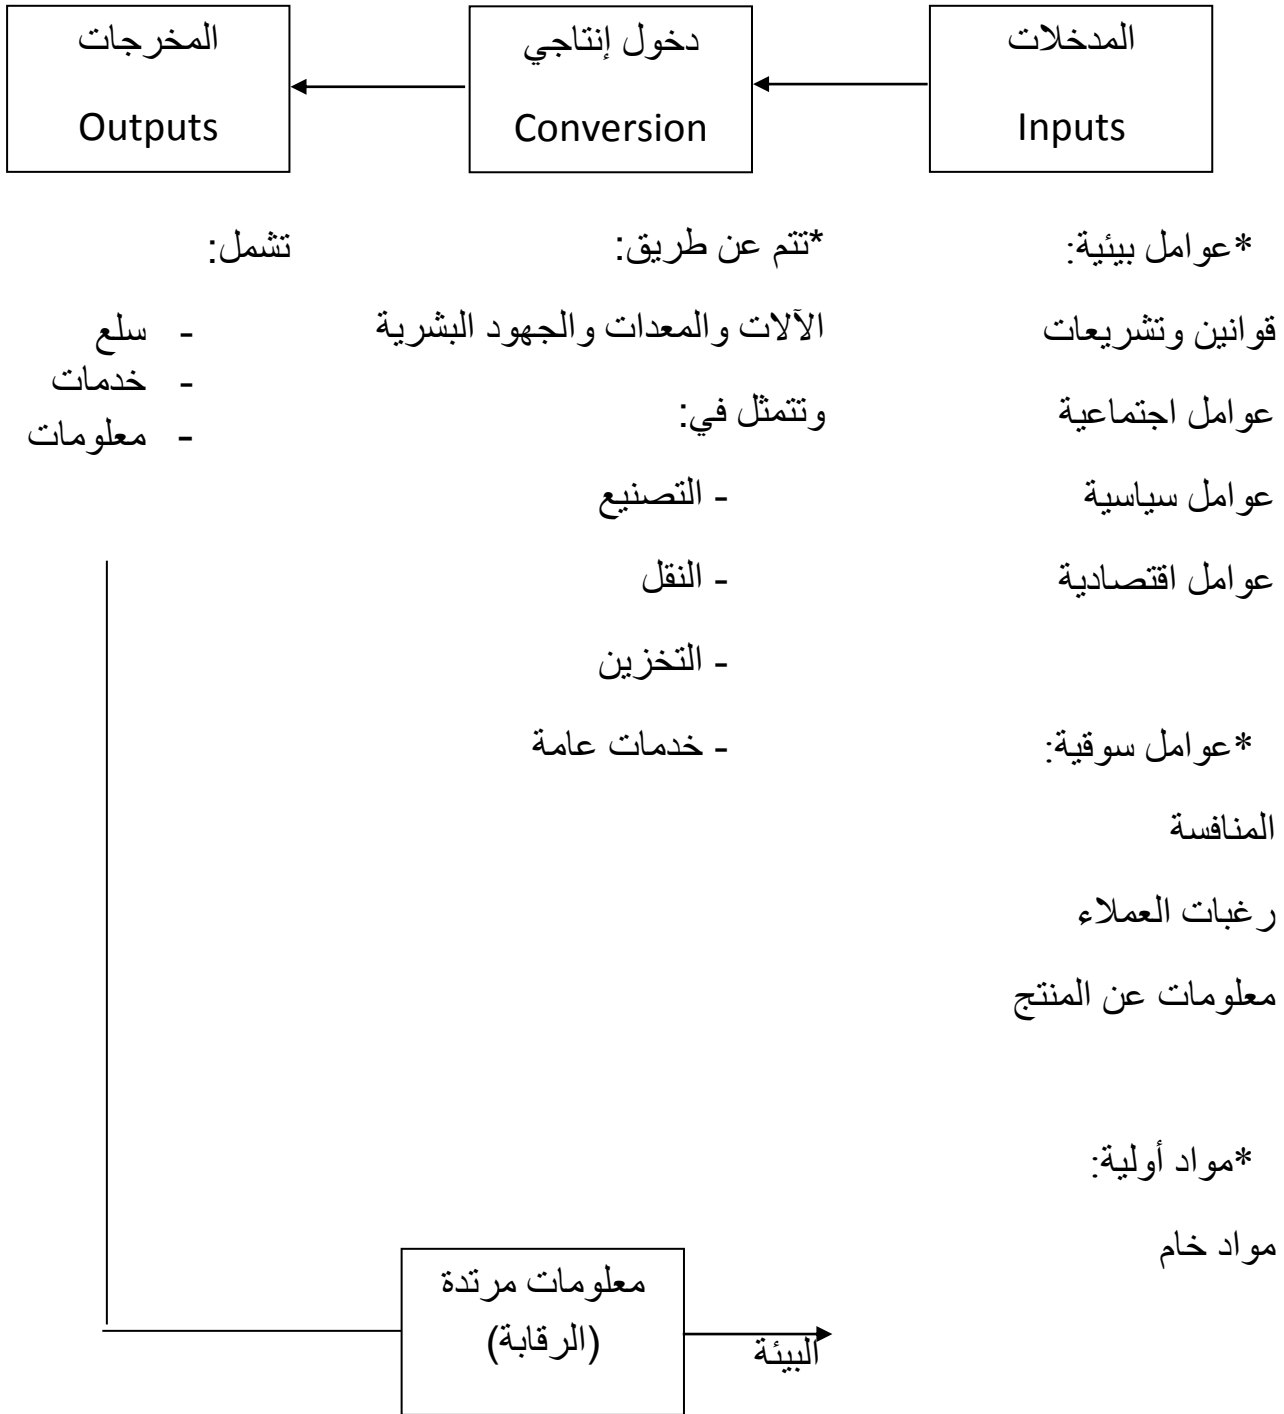 المدخلات
Inputs
دخول إنتاجي
Conversion
المخرجات
Outputs
*عوامل بيئية:
قوانين وتشريعات
عوامل اجتماعية
عوامل سياسية
عوامل اقتصادية
*عوامل سوقية:
المنافسة
رغبات العملاء
معلومات عن المنتج
*مواد أولية:
مواد خام
*تتم عن طريق:
الآلات والمعدات والجهود البشرية
وتتمثل في:
- التصنيع
- النقل
- التخزين
- خدمات عامة
تشمل:
- سلع
- خدمات
- معلومات
معلومات مرتدة
(الرقابة)
البيئة